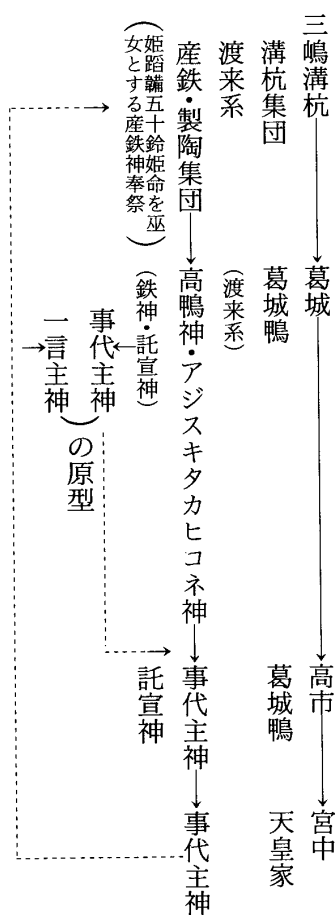 三嶋溝杭→葛城→高市→宮中
溝杭集団 葛城鴨 葛城鴨 天皇家
渡来系 （渡来系）
産鉄・製陶集団→高鴨神・アジスキタカヒコネ神→事代主神→事代主神
（姫蹈韛五十鈴姫命を巫
女とする産鉄神奉祭）
（鉄神・託宣神） 託宣神
事代主神
一言主神
）の原型